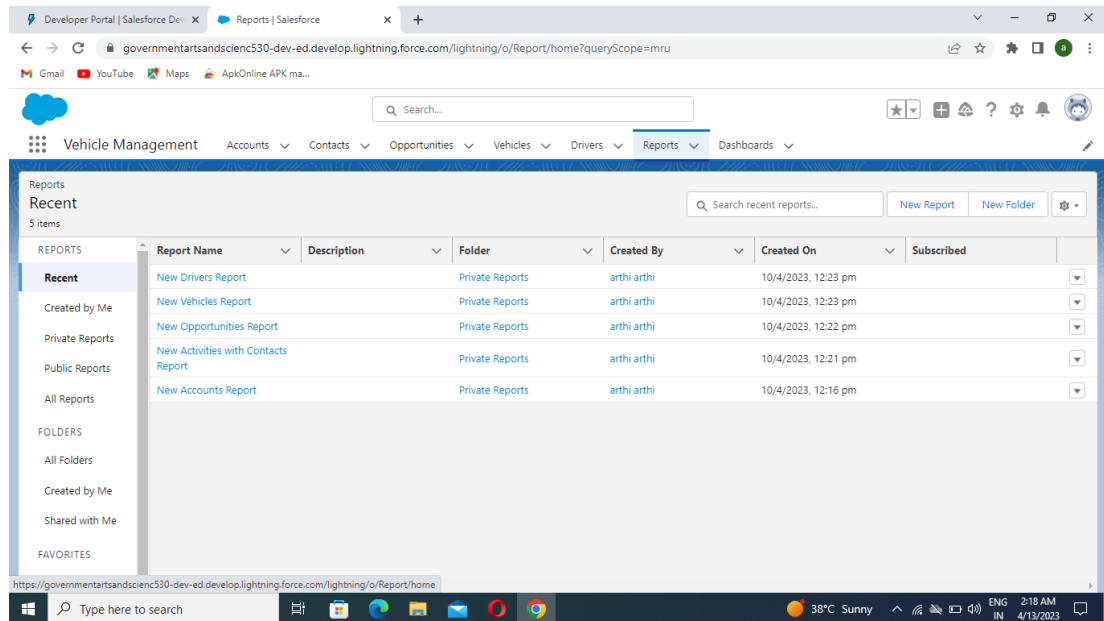 Developer Portal | Salesforce Dev
Reports | Salesforce
governmentartsandscienc530-dev-ed.develop.lightning.force.com/lightning/o/Report/home?queryScope=mru
a
Gmail YouTube Maps ApkOnline APK ma...
Search...
Vehicle Management Accounts Contacts Opportunities Vehicles Drivers Reports Dashboards
Reports
Recent
5 items
Search recent reports...
New Report New Folder
REPORTS
Recent
Created by Me
Private Reports
Public Reports
All Reports
FOLDERS
All Folders
Created by Me
Shared with Me
FAVORITES
Report Name Description Folder Created By Created On Subscribed
New Drivers Report Private Reports arthi arthi 10/4/2023, 12:23 pm
New Vehicles Report Private Reports arthi arthi 10/4/2023, 12:23 pm
New Opportunities Report Private Reports arthi arthi 10/4/2023, 12:22 pm
New Activities with Contacts
Report Private Reports arthi arthi 10/4/2023, 12:21 pm
New Accounts Report Private Reports arthi arthi 10/4/2023, 12:16 pm
https://governmentartsandscienc530-dev-ed.develop.lightning.force.com/lightning/o/Report/home
Type here to search
38°C Sunny
ENG
IN
2:18 AM
4/13/2023